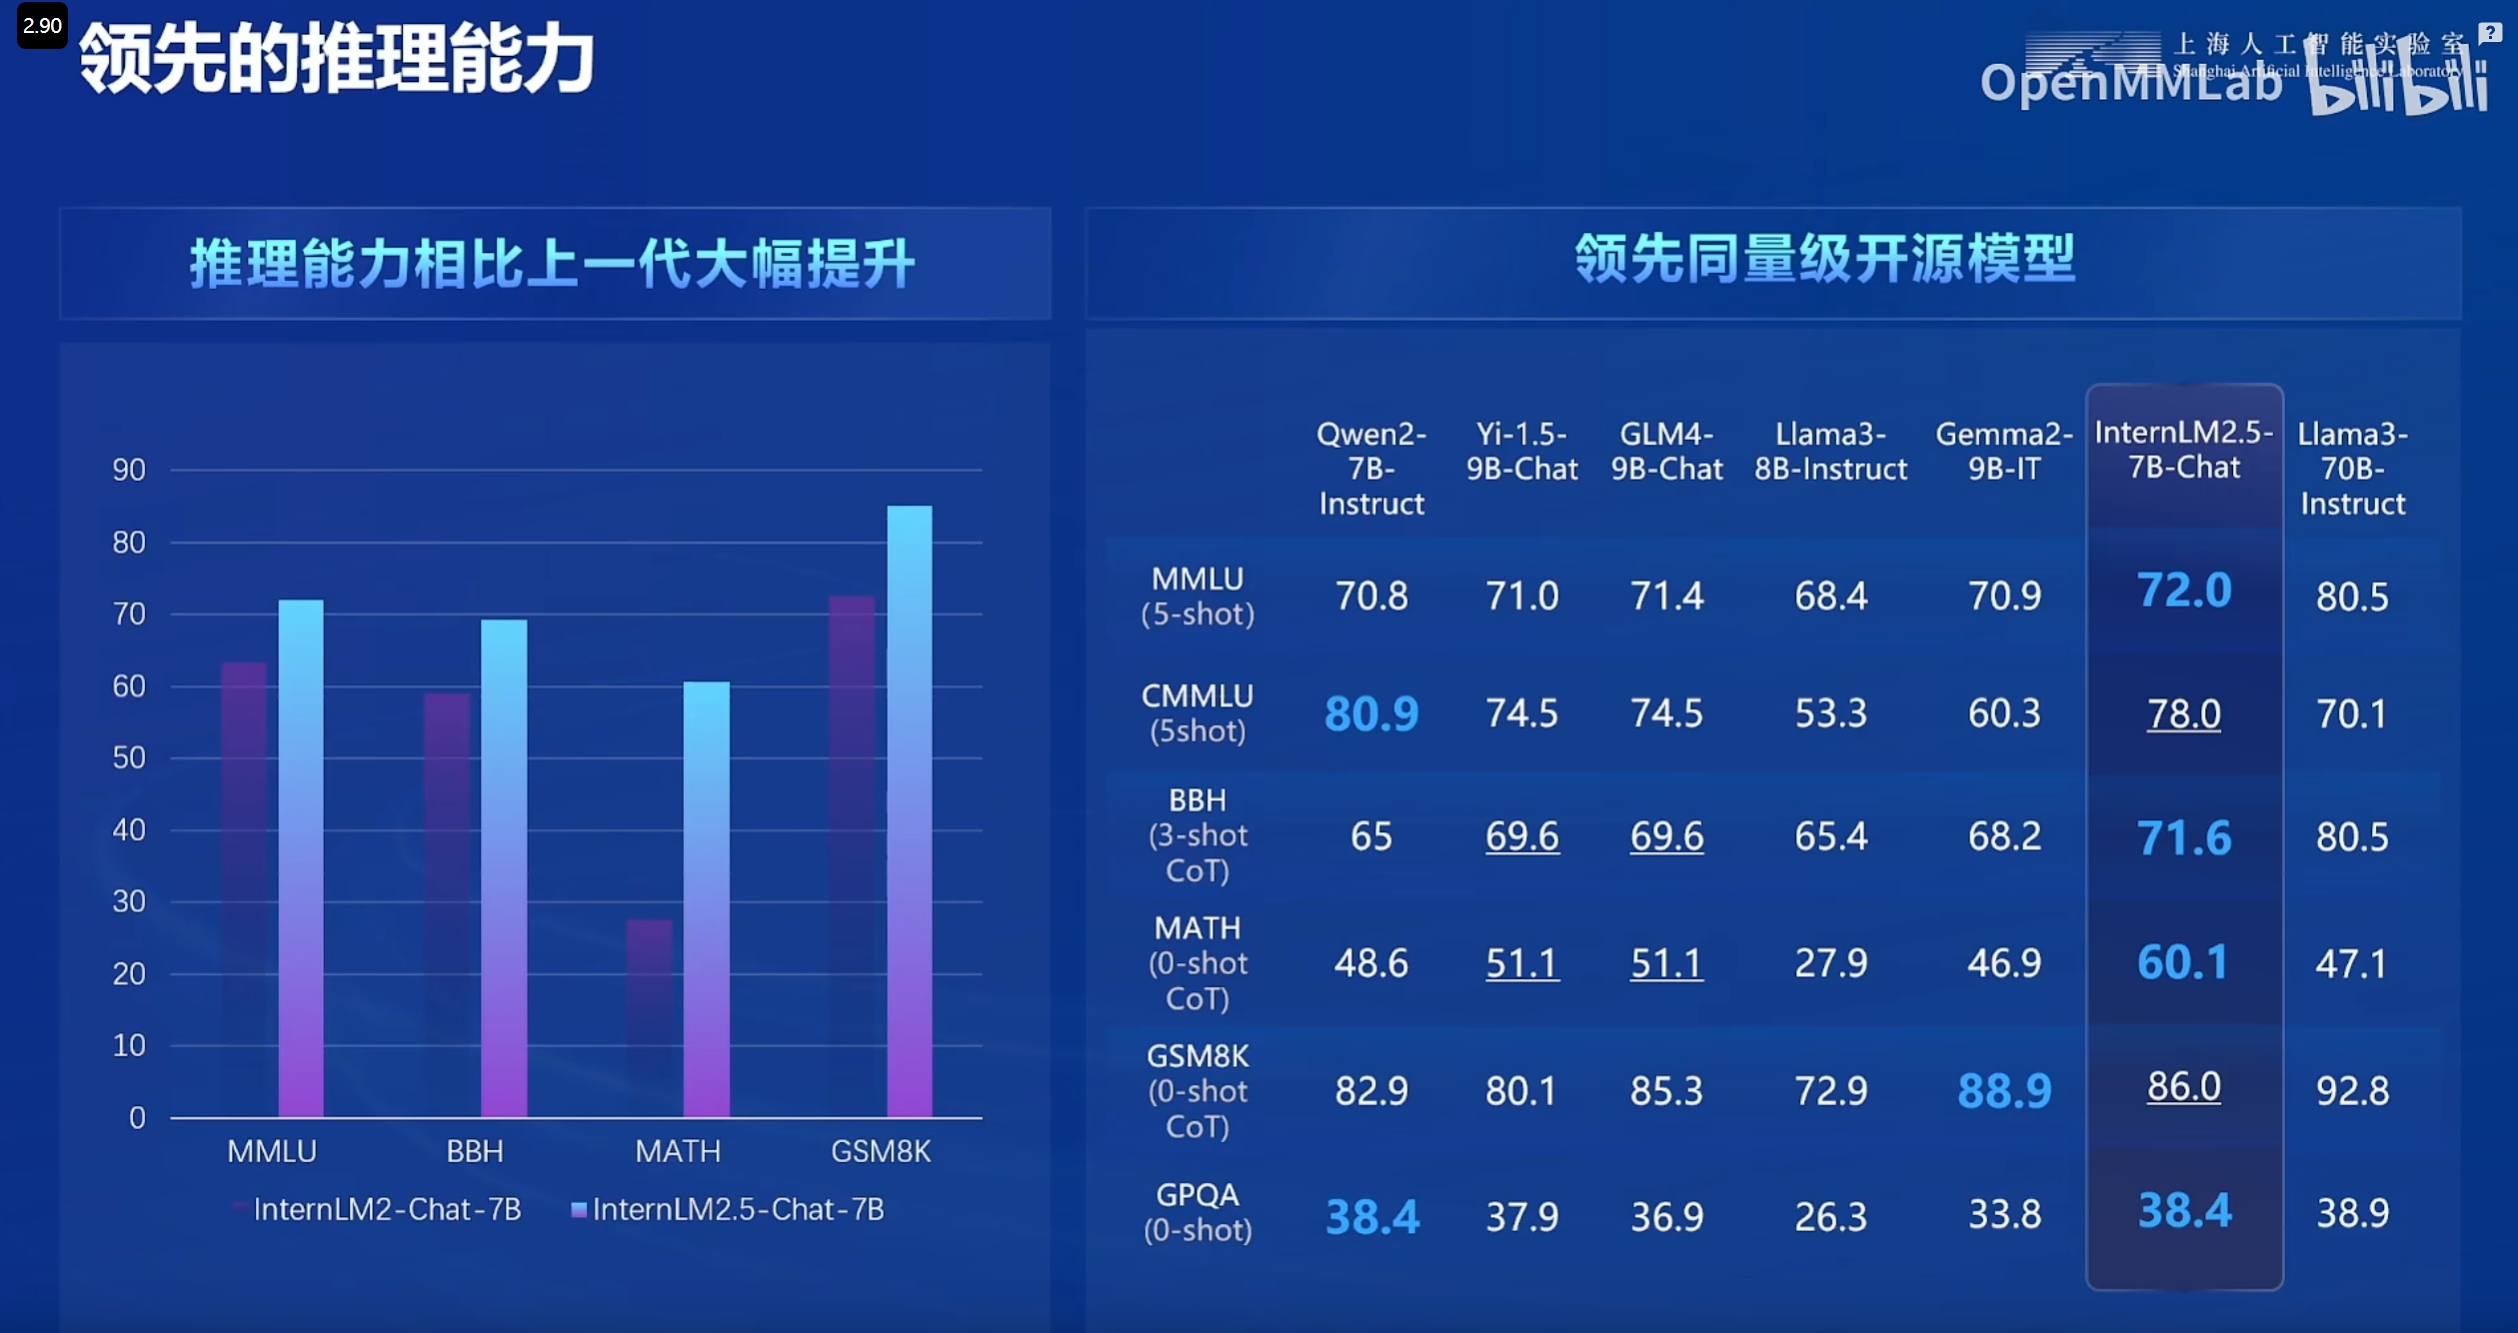 2.90
领先的推理能力
上海人工智能实验室
Shanghai Artificial Intelligence Laboratory
OpenMMLab bilibili
?
推理能力相比上一代大幅提升
90
80
70
60
50
40
30
20
10
0
MMLU BBH MATH GSM8K
InternLM2-Chat-7B InternLM2.5-Chat-7B
领先同量级开源模型
Qwen2- Yi-1.5- GLM4- Llama3- Gemma2- InternLM2.5- Llama3-
7B- 9B-Chat 9B-Chat 8B-Instruct 9B-IT 7B-Chat 70B-
Instruct Instruct
MMLU
(5-shot) 70.8 71.0 71.4 68.4 70.9 72.0 80.5
CMMLU
(5shot) 80.9 74.5 74.5 53.3 60.3 78.0 70.1
BBH
(3-shot 65 69.6 69.6 65.4 68.2 71.6 80.5
CoT)
MATH
(0-shot 48.6 51.1 51.1 27.9 46.9 60.1 47.1
CoT)
GSM8K
(0-shot 82.9 80.1 85.3 72.9 88.9 86.0 92.8
CoT)
GPQA
(0-shot) 38.4 37.9 36.9 26.3 33.8 38.4 38.9